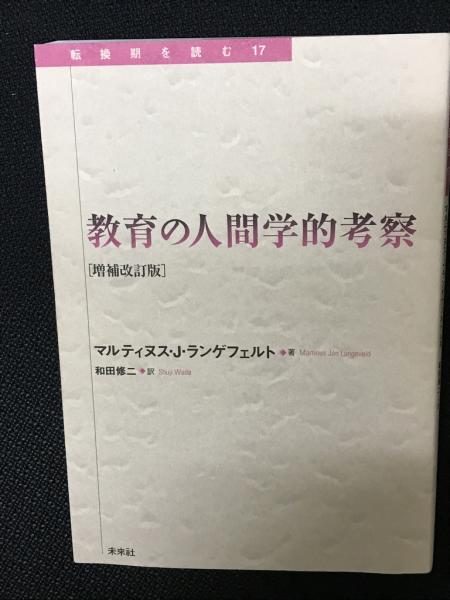 転換期を読む 17
教育の人間学的考察
[増補改訂版]
マルティヌス・J・ランゲフェルト◆著 Martinus Jan Langeveld
和田修二◆訳 Shuji Wada
未來社